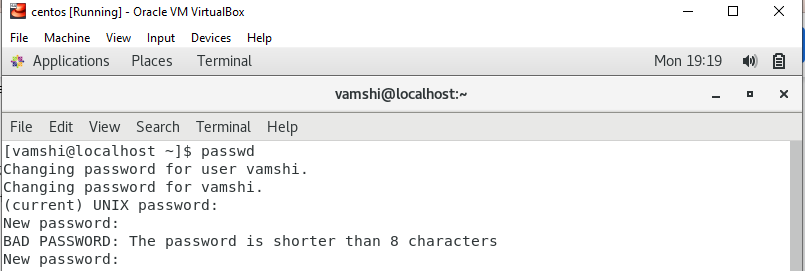 centos [Running] - Oracle VM VirtualBox
File Machine View Input Devices Help
Applications Places Terminal Mon 19:19
vamshi@localhost:~
File Edit View Search Terminal Help
[vamshi@localhost ~]$ passwd
Changing password for user vamshi.
Changing password for vamshi.
(current) UNIX password:
New password:
BAD PASSWORD: The password is shorter than 8 characters
New password: